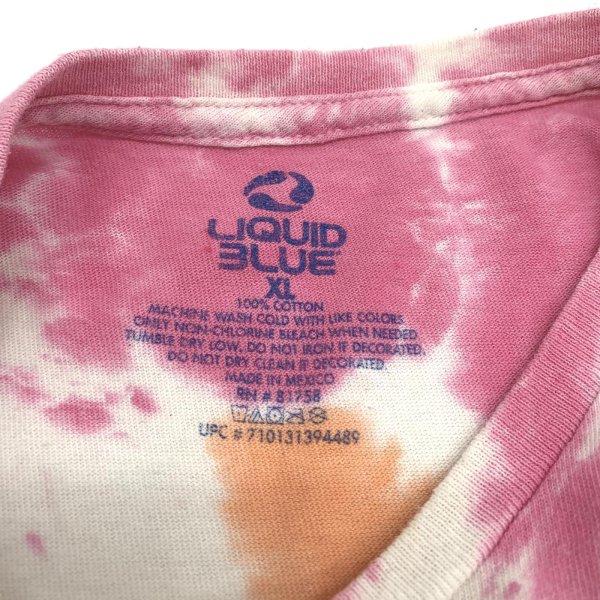 LIQUID
BLUE
XL
100% COTTON
MACHINE WASH COLD WITH LIKE COLORS.
ONLY NON-CHLORINE BLEACH WHEN NEEDED.
TUMBLE DRY LOW. DO NOT IRON IF DECORATED.
DO NOT DRY CLEAN IF DECORATED.
MADE IN MEXICO
RN # 81758
UPC # 710131394489